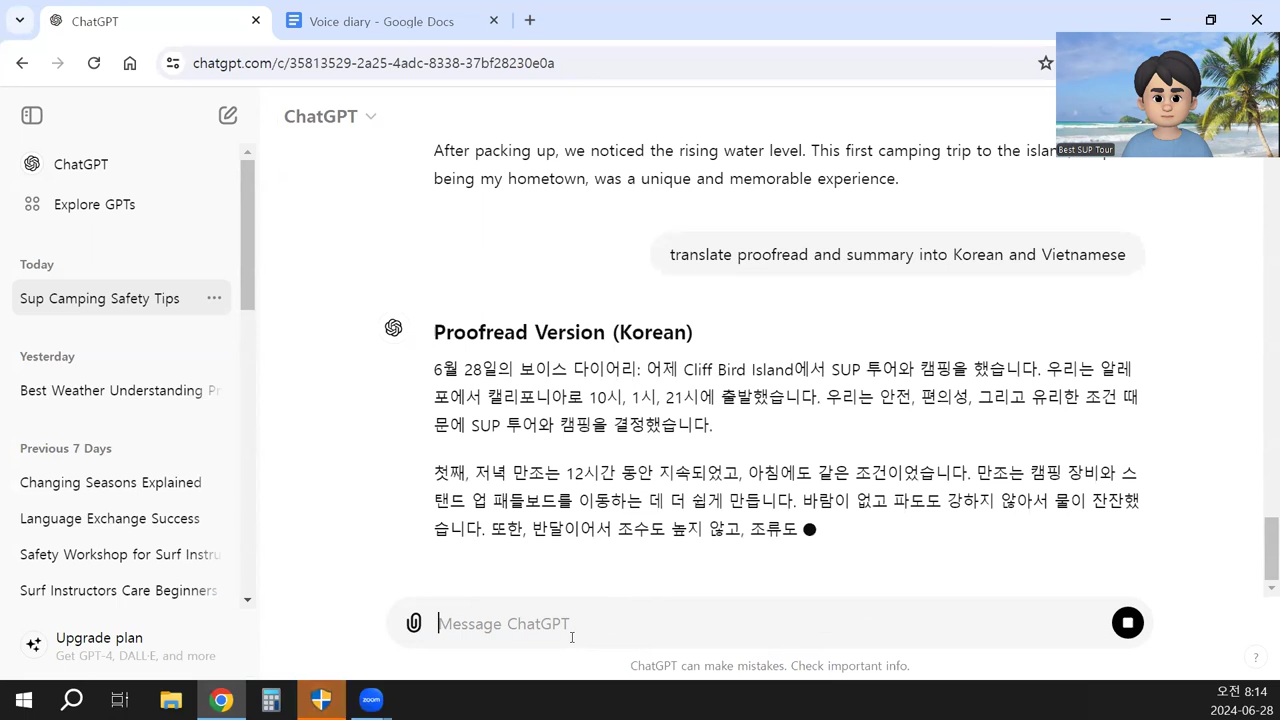 ChatGPT
Voice diary - Google Docs
chatgpt.com/c/35813529-2a25-4adc-8338-37bf28230e0a
Best SUP Tour
ChatGPT
ChatGPT
Explore GPTs
Today
Sup Camping Safety Tips
Yesterday
Best Weather Understanding Pr
Previous 7 Days
Changing Seasons Explained
Language Exchange Success
Safety Workshop for Surf Instru
Surf Instructors Care Beginners
Upgrade plan
Get GPT-4, DALL·E, and more
After packing up, we noticed the rising water level. This first camping trip to the
being my hometown, was a unique and memorable experience.
translate proofread and summary into Korean and Vietnamese
Proofread Version (Korean)
6월 28일의 보이스 다이어리: 어제 Cliff Bird Island에서 SUP 투어와 캠핑을 했습니다. 우리는 알레
포에서 캘리포니아로 10시, 1시, 21시에 출발했습니다. 우리는 안전, 편의성, 그리고 유리한 조건 때
문에 SUP 투어와 캠핑을 결정했습니다.
첫째, 저녁 만조는 12시간 동안 지속되었고, 아침에도 같은 조건이었습니다. 만조는 캠핑 장비와 스
탠드 업 패들보드를 이동하는 데 더 쉽게 만듭니다. 바람이 없고 파도도 강하지 않아서 물이 잔잔했
습니다. 또한, 반달이어서 조수도 높지 않고, 조류도
Message ChatGPT
ChatGPT can make mistakes. Check important info.
?
zoom
오전 8:14
2024-06-28